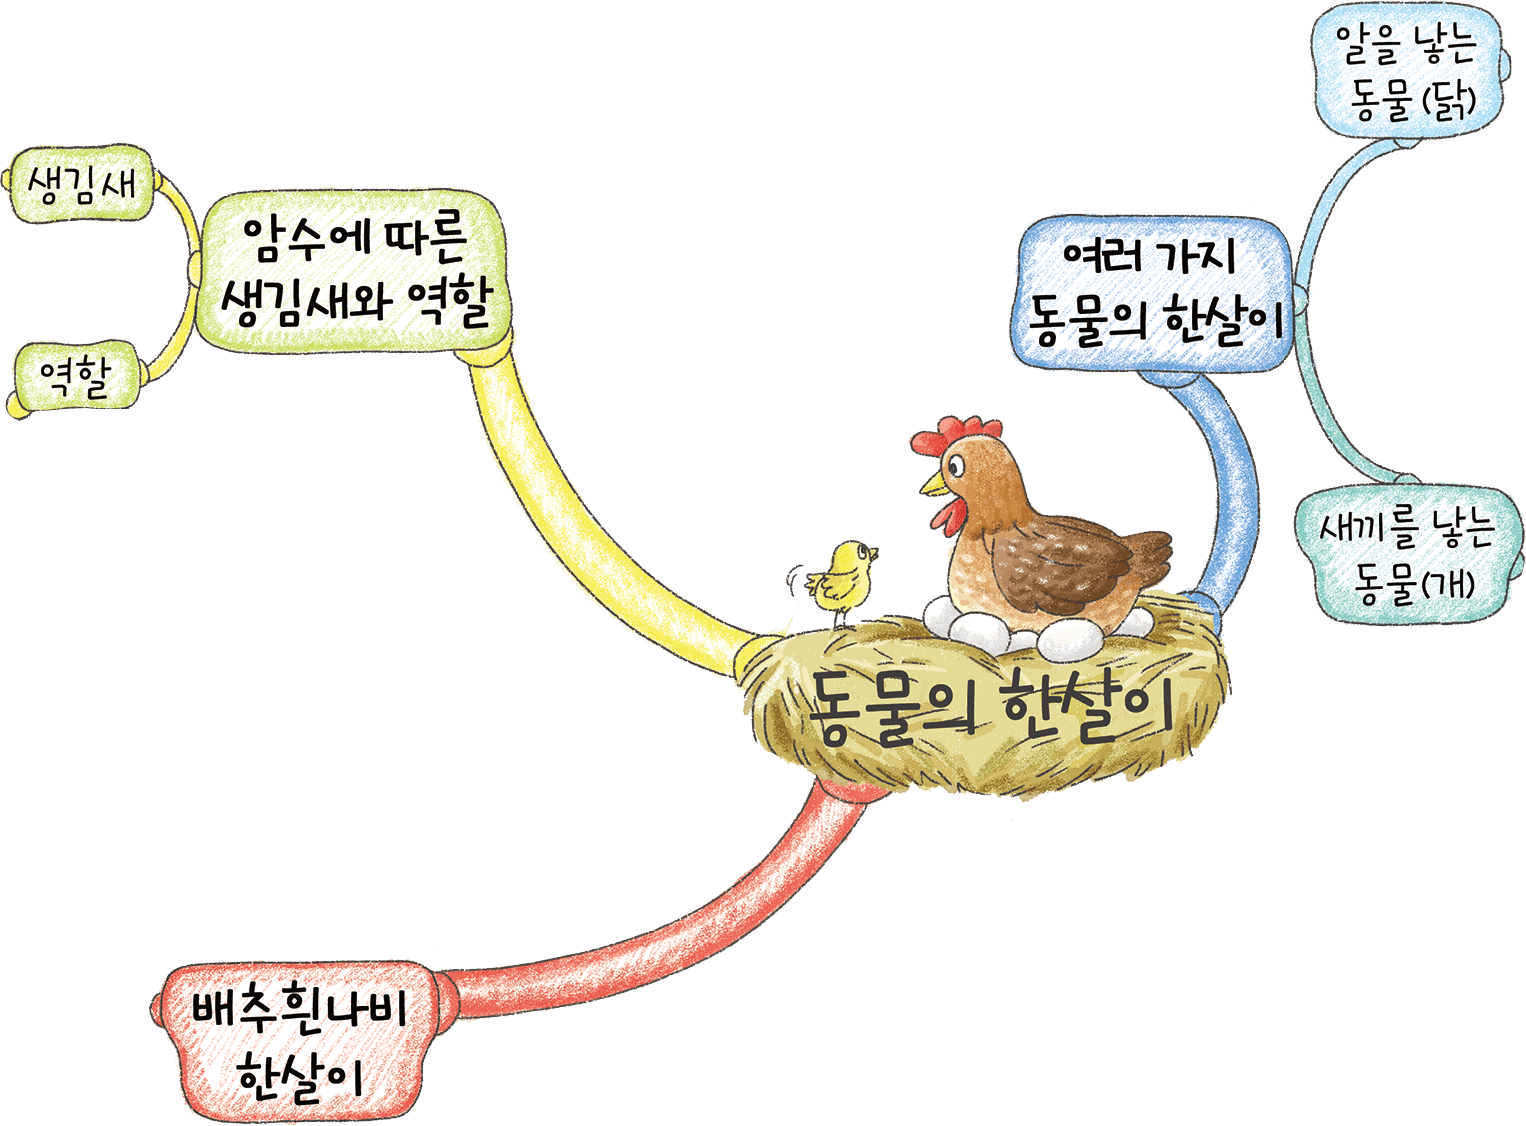 생김새
역할
암수에 따른
생김새와 역할
여러 가지
동물의 한살이
알을 낳는
동물(닭)
새끼를 낳는
동물(개)
동물의 한살이
배추흰나비
한살이